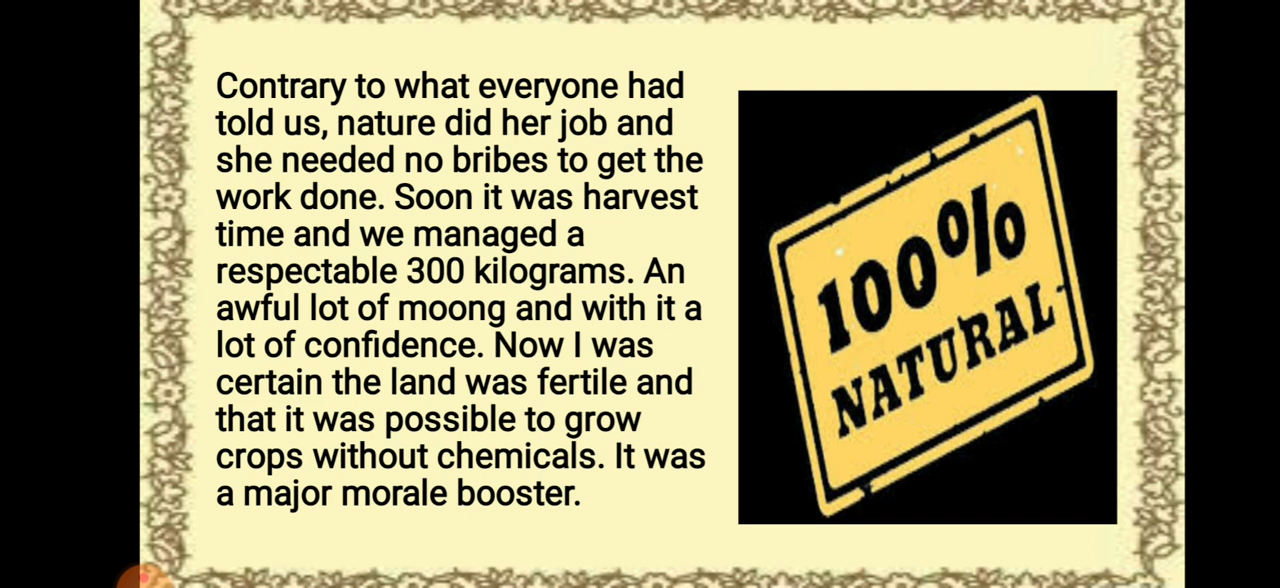 Contrary to what everyone had
told us, nature did her job and
she needed no bribes to get the
work done. Soon it was harvest
time and we managed a
respectable 300 kilograms. An
awful lot of moong and with it a
lot of confidence. Now I was
certain the land was fertile and
that it was possible to grow
crops without chemicals. It was
a major morale booster.
100%
NATURAL